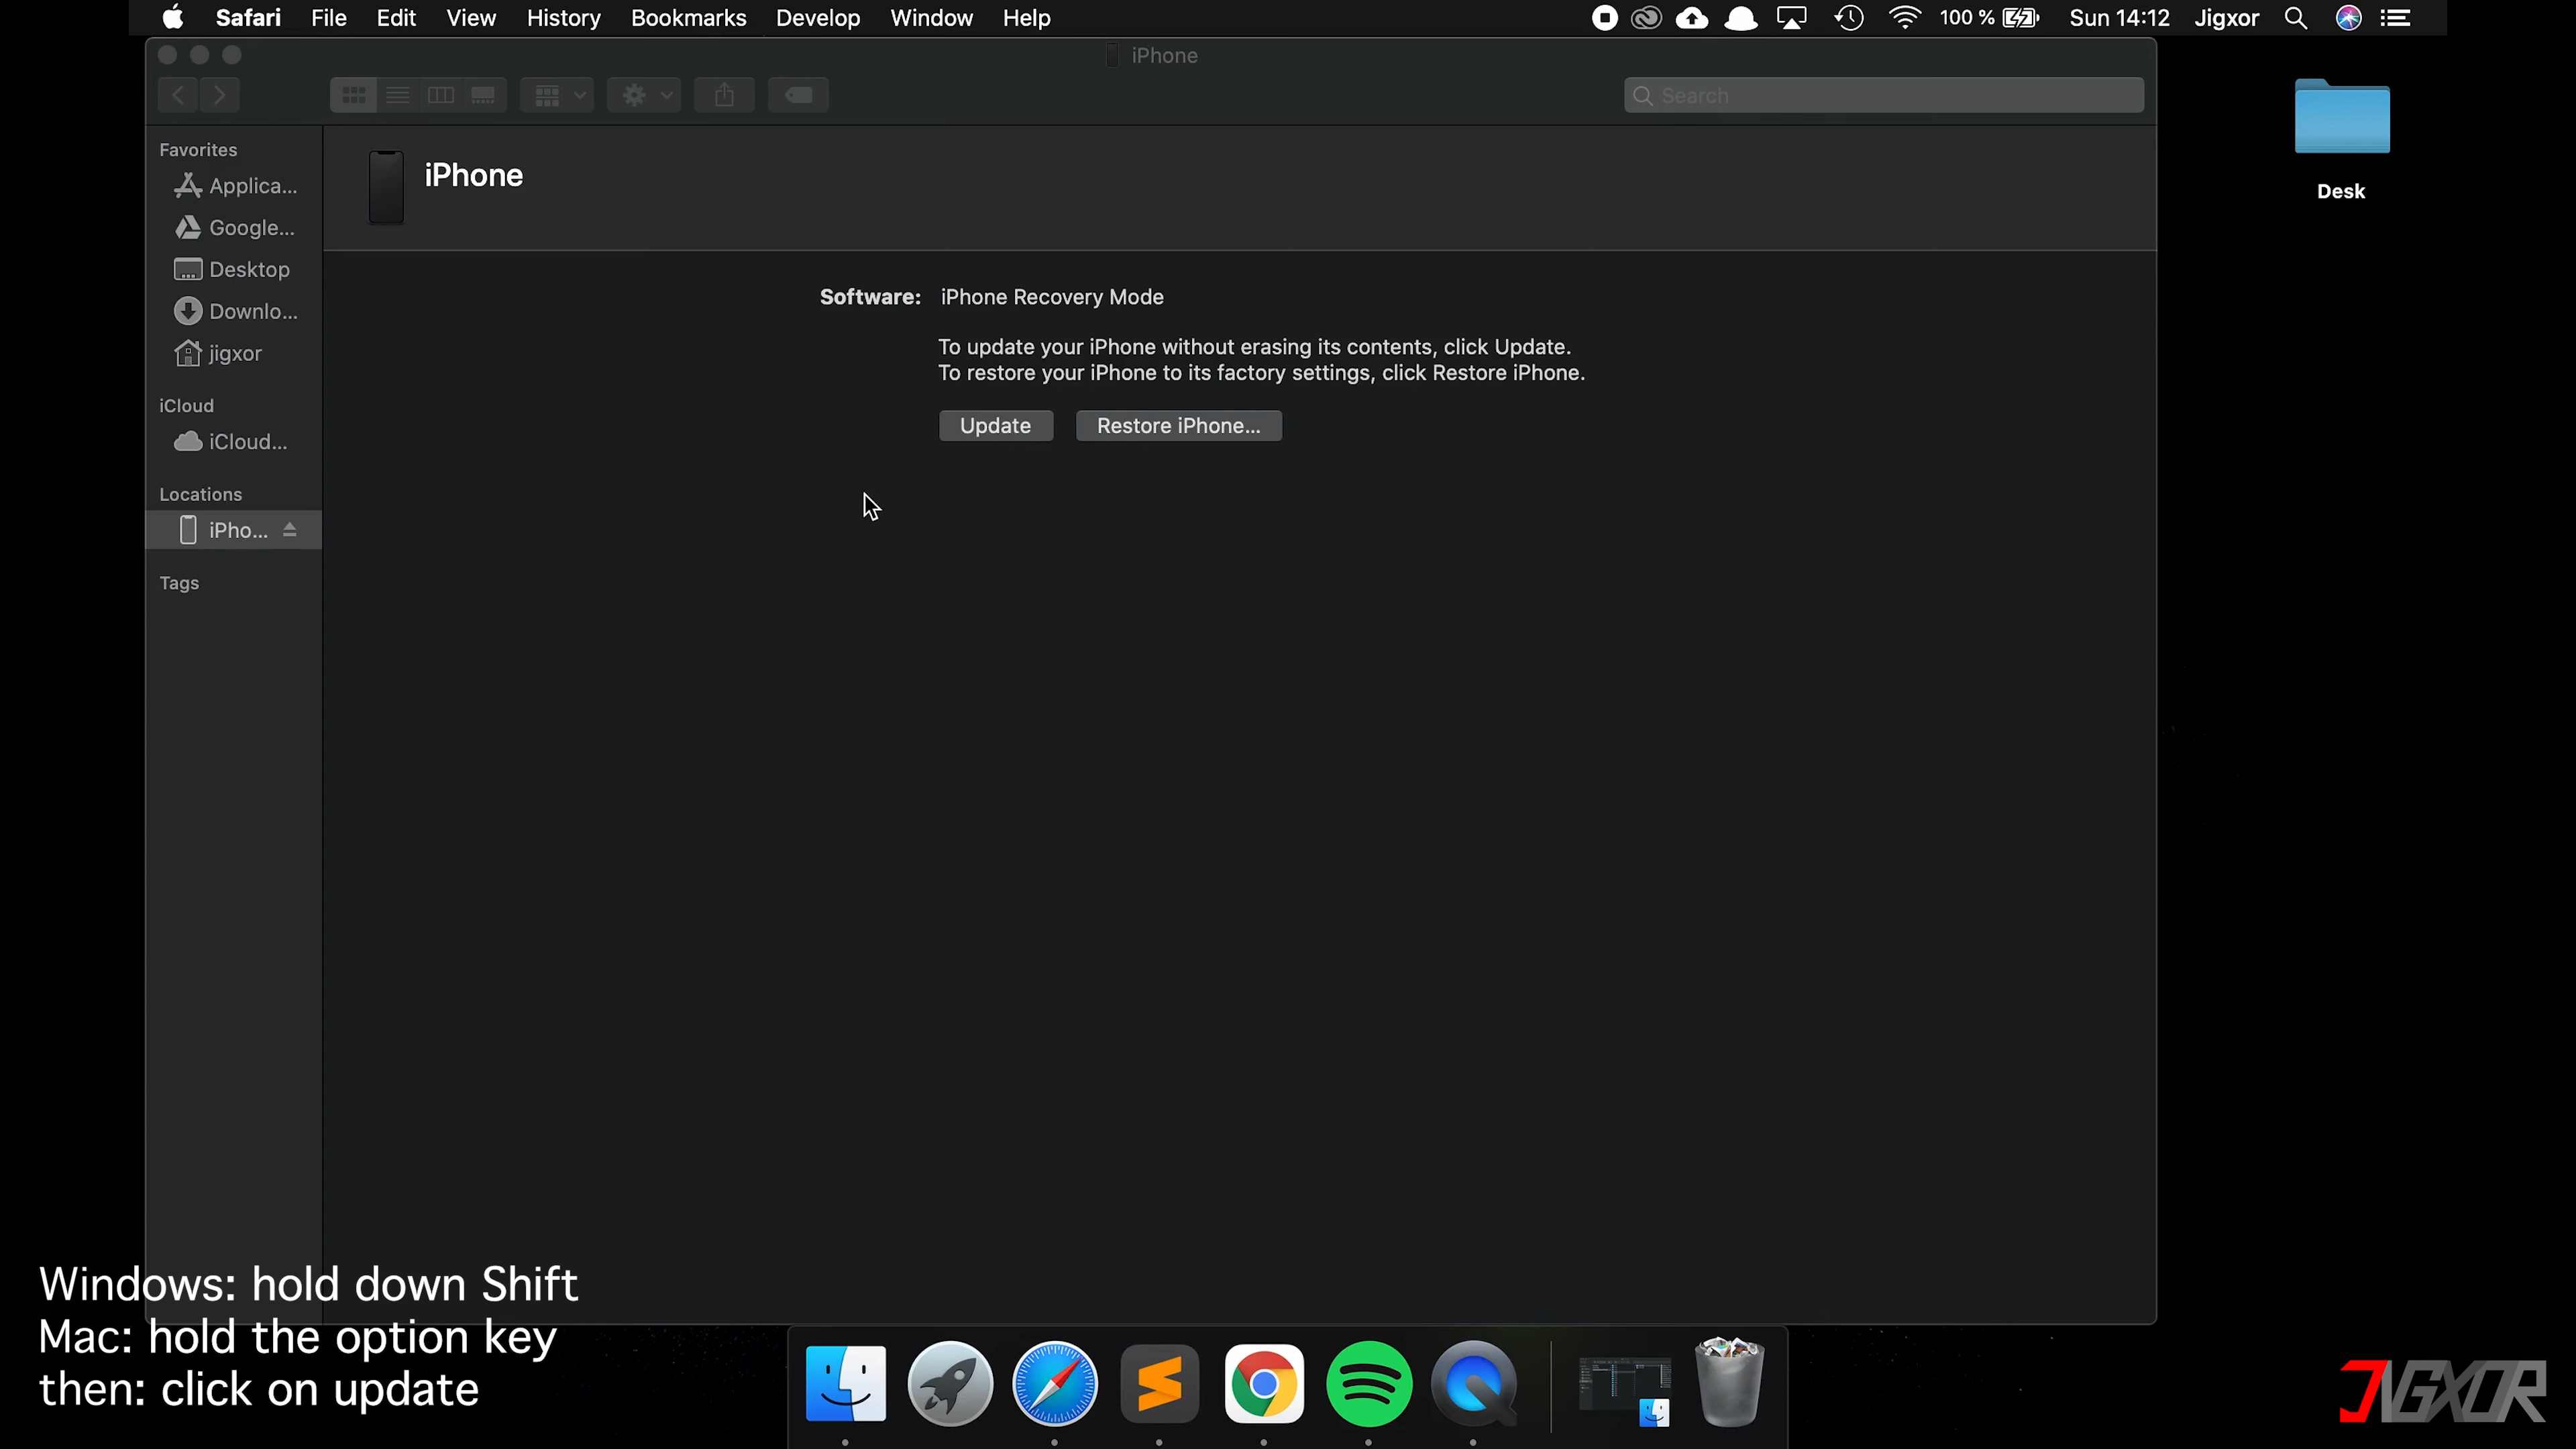 Safari File Edit View History Bookmarks Develop Window Help 100 % Sun 14:12 Jigxor
iPhone
Search
Desk
Favorites
Applica...
Google...
Desktop
Downlo...
jigxor
iCloud
iCloud...
Locations
iPho...
Tags
iPhone
Software: iPhone Recovery Mode
To update your iPhone without erasing its contents, click Update.
To restore your iPhone to its factory settings, click Restore iPhone.
Update Restore iPhone...
Windows: hold down Shift
Mac: hold the option key
then: click on update
JIGXOR